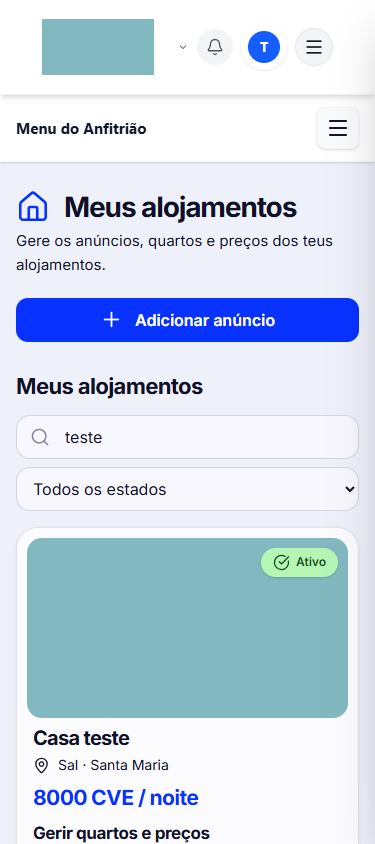 T
Menu do Anfitrião
Meus alojamentos
Gere os anúncios, quartos e preços dos teus
alojamentos.
Adicionar anúncio
Meus alojamentos
teste
Todos os estados
Ativo
Casa teste
Sal · Santa Maria
8000 CVE / noite
Gerir quartos e preços